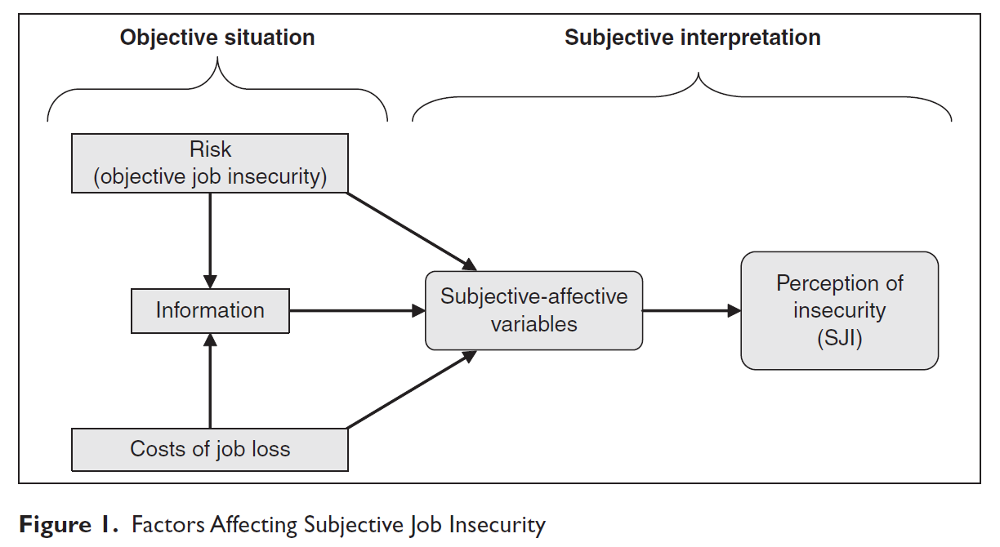 Objective situation
Subjective interpretation
Risk
(objective job insecurity)
Information
Subjective-affective
variables
Perception of
insecurity
(SJI)
Costs of job loss
Figure 1. Factors Affecting Subjective Job Insecurity